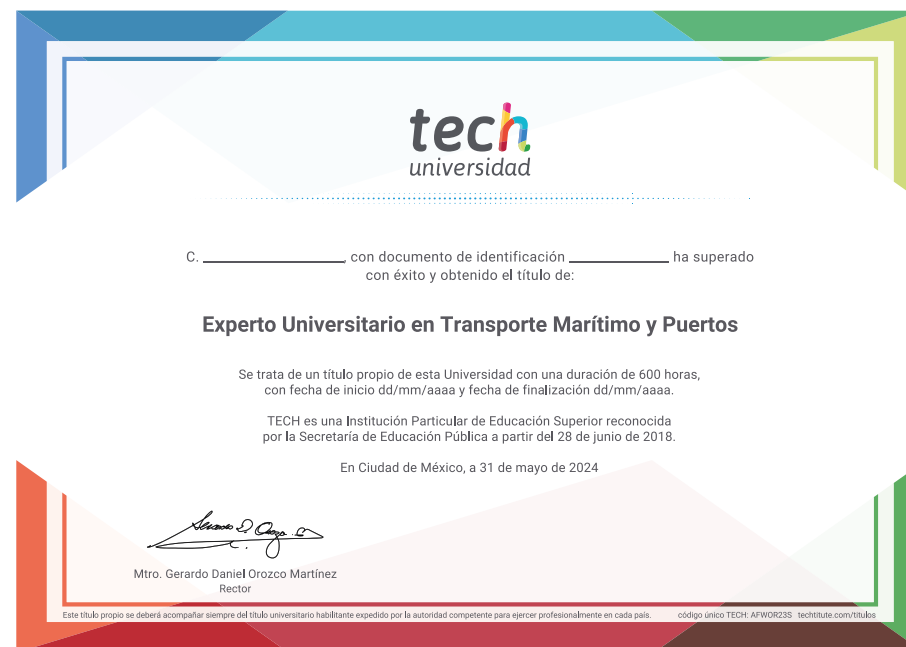 tech
universidad
C. ____________________, con documento de identificación ______________ ha superado
con éxito y obtenido el título de:
Experto Universitario en Transporte Marítimo y Puertos
Se trata de un título propio de esta Universidad con una duración de 600 horas,
con fecha de inicio dd/mm/aaaa y fecha de finalización dd/mm/aaaa.
TECH es una Institución Particular de Educación Superior reconocida
por la Secretaría de Educación Pública a partir del 28 de junio de 2018.
En Ciudad de México, a 31 de mayo de 2024
Mtro. Gerardo Daniel Orozco Martínez
Rector
Este título propio se deberá acompañar siempre del título universitario habilitante expedido por la autoridad competente para ejercer profesionalmente en cada país. código único TECH: AFWOR23S techtitute.com/titulos